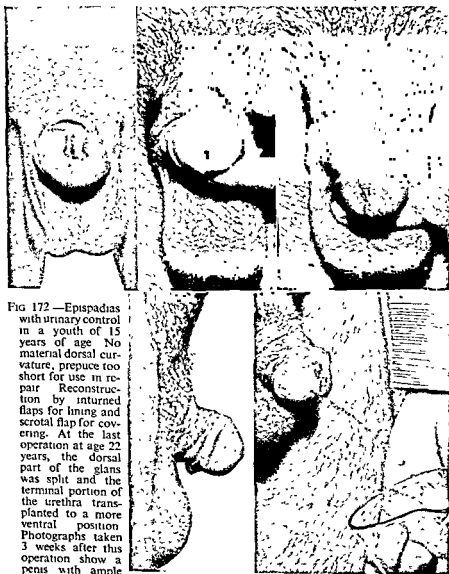 FIG 172 —Epispadias
with urinary control
in a youth of 15
years of age No
material dorsal cur-
vature, prepuce too
short for use in re-
pair Reconstruc-
tion by inturned
flaps for lining and
scrotal flap for cov-
ering. At the last
operation at age 22
years, the dorsal
part of the glans
was split and the
terminal portion of
the urethra trans-
planted to a more
ventral position
Photographs taken
3 weeks after this
operation show a
penis with ample